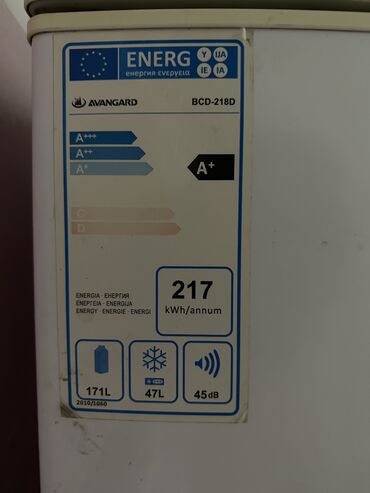 ENERG
енергия ενεργεια
Y IJA
IE IA
AVANGARD
BCD-218D
A+++
A++
A+
A+
C
D
ENERGIA · ЕНЕРГИЯ
ΕΝΕΡΓΕΙΑ · ENERGIJA
ENERGY · ENERGIE · ENERGI
217
kWh/annum
171L
47L
45dB
2010/1060